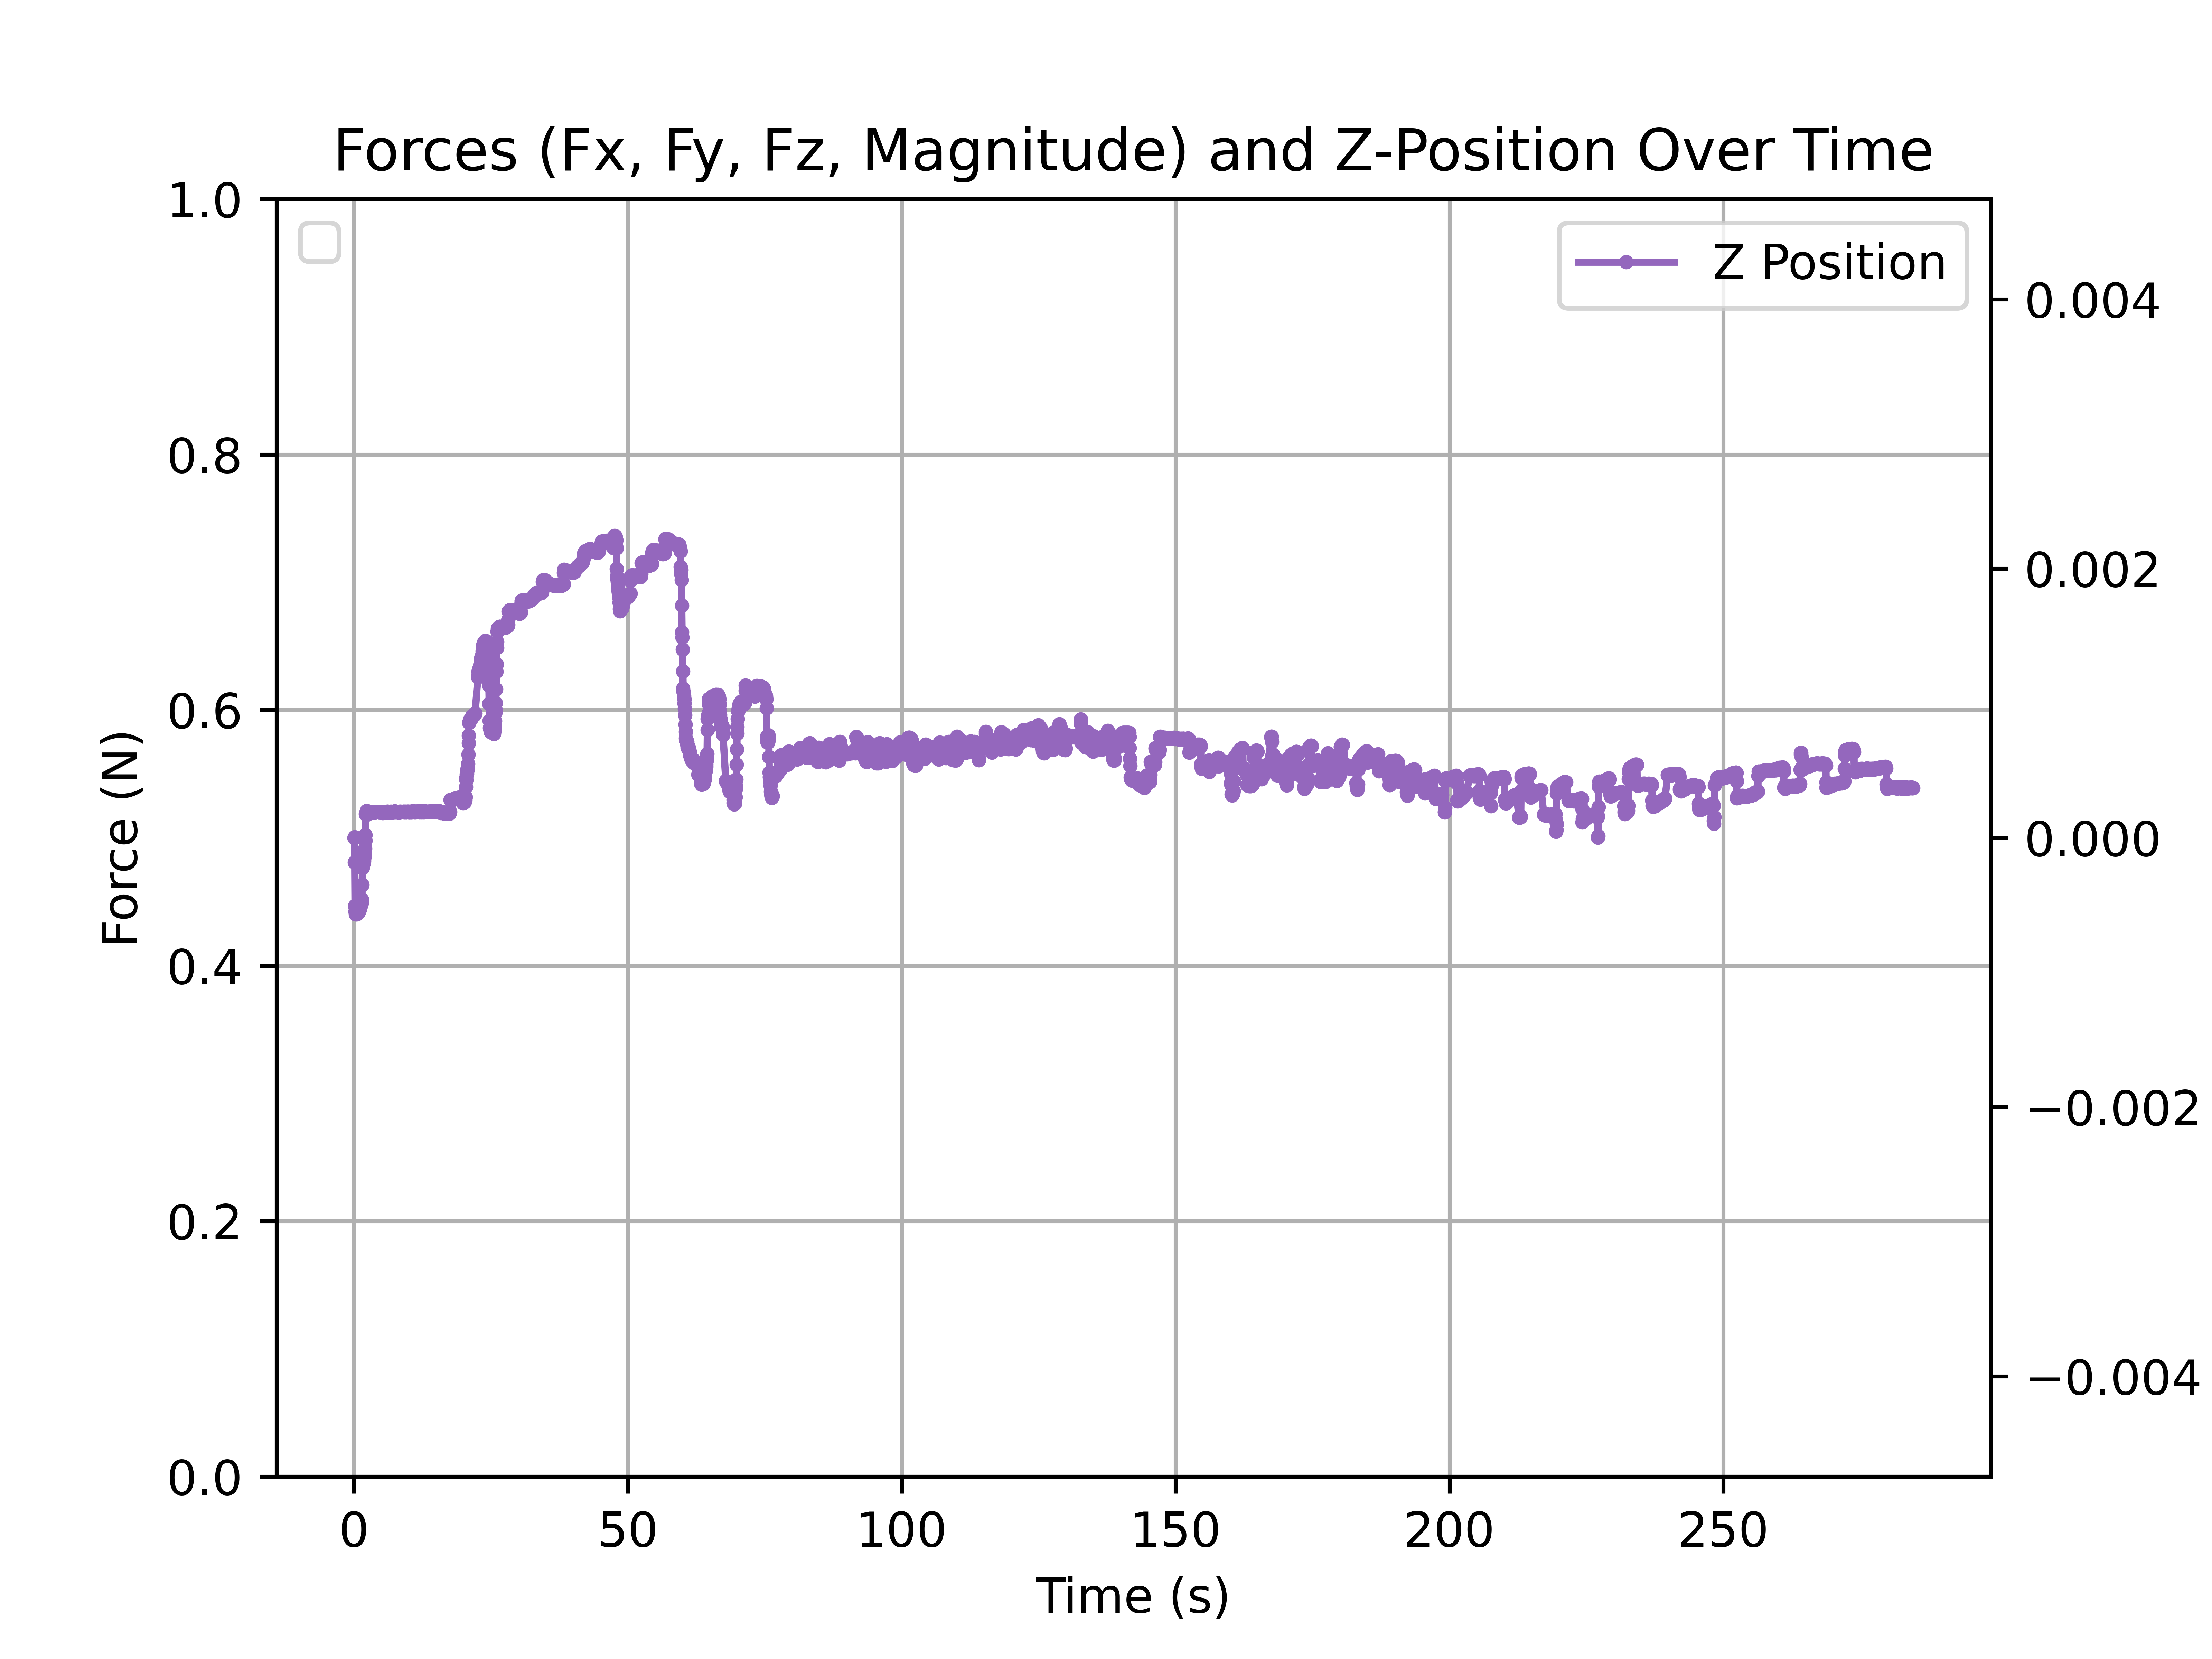 Forces (Fx, Fy, Fz, Magnitude) and Z-Position Over Time
Z Position
Force (N)
1.0
0.8
0.6
0.4
0.2
0.0
0.004
0.002
0.000
−0.002
−0.004
0 50 100 150 200 250
Time (s)